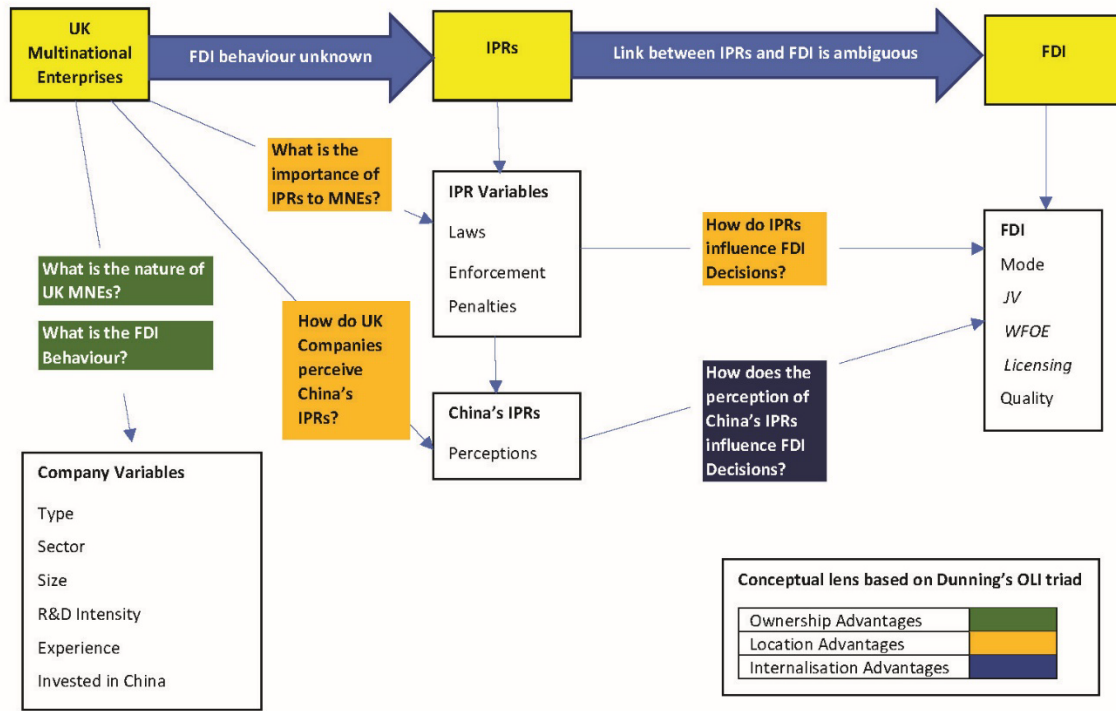 UK
Multinational
Enterprises
FDI behaviour unknown
IPRs
Link between IPRs and FDI is ambiguous
FDI
What is the
importance of
IPRs to MNEs?
IPR Variables
Laws
Enforcement
Penalties
How do IPRs
influence FDI
Decisions?
FDI
Mode
JV
WFOE
Licensing
Quality
What is the nature of
UK MNEs?
What is the FDI
Behaviour?
How do UK
Companies
perceive
China's
IPRs?
China's IPRs
Perceptions
How does the
perception of
China's IPRs
influence FDI
Decisions?
Company Variables
Type
Sector
Size
R&D Intensity
Experience
Invested in China
Conceptual lens based on Dunning's OLI triad
Ownership Advantages
Location Advantages
Internalisation Advantages